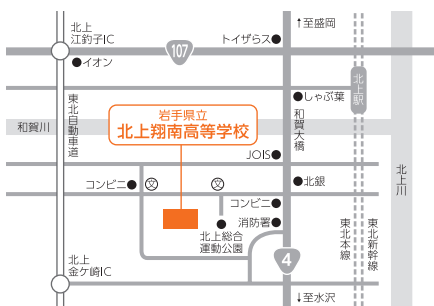 北上
江釣子IC
↑至盛岡
トイザらス●
107
●イオン
北上駅
●しゃぶ葉
東北自動車道
岩手県立
北上翔南高等学校
和賀川
和賀大橋
JOIS●
北上川
コンビニ●
文
文
●北銀
コンビニ●
消防署●
北上総合
運動公園
東北本線
東北新幹線
4
北上
金ケ崎IC
↓至水沢